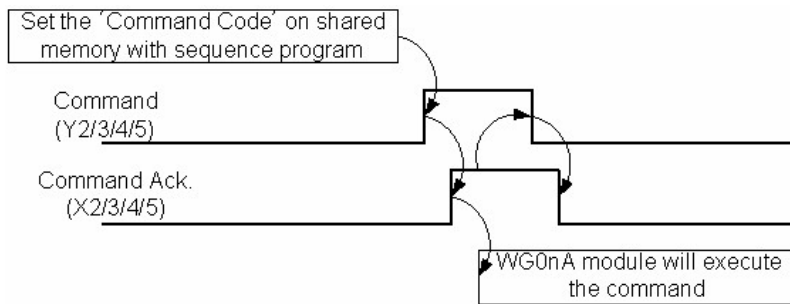 Set the 'Command Code' on shared
memory with sequence program
Command
(Y2/3/4/5)
Command Ack.
(X2/3/4/5)
WG0nA module will execute
the command